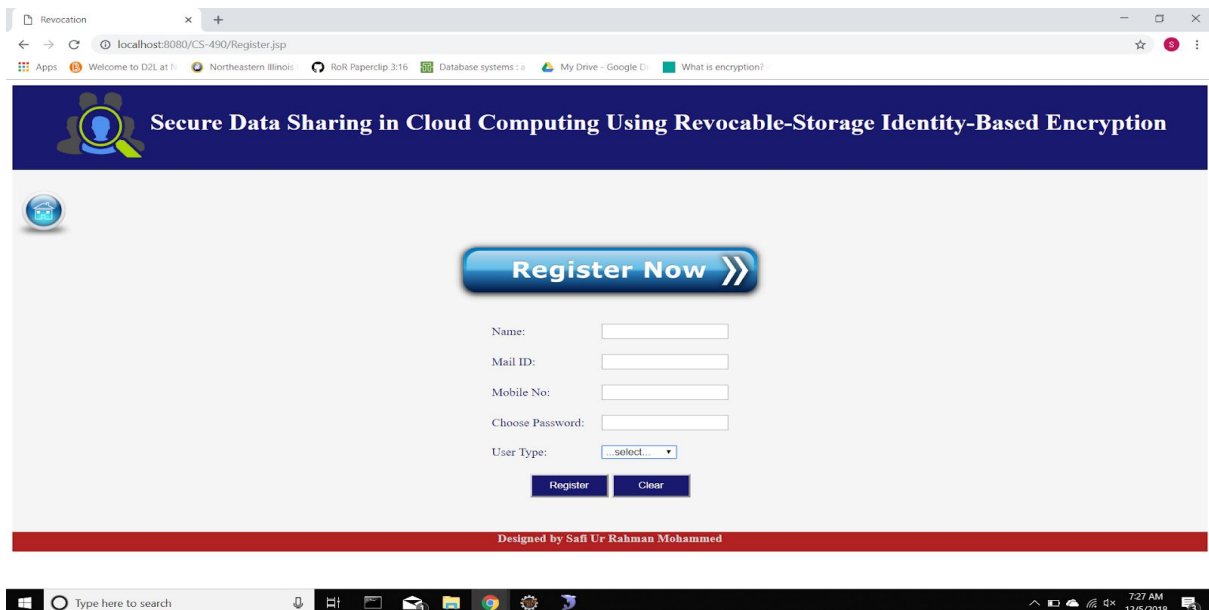 Revocation
localhost:8080/CS-490/Register.jsp
S
Apps Welcome to D2L at N Northeastern Illinois RoR Paperclip 3:16 Database systems : a My Drive - Google D What is encryption?
Secure Data Sharing in Cloud Computing Using Revocable-Storage Identity-Based Encryption
Register Now
Name:
Mail ID:
Mobile No:
Choose Password:
User Type: ...select...
Register Clear
Designed by Safi Ur Rahman Mohammed
Type here to search
7:27 AM
12/5/2018